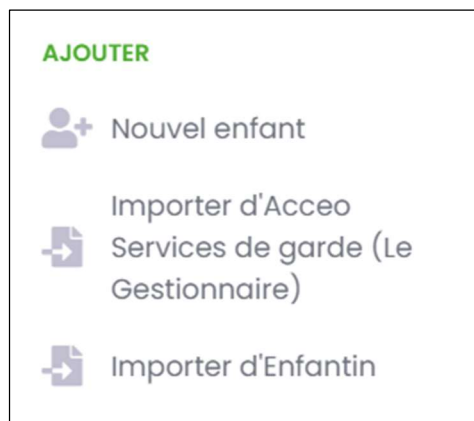 AJOUTER
Nouvel enfant
Importer d'Acceo
Services de garde (Le
Gestionnaire)
Importer d'Enfantin